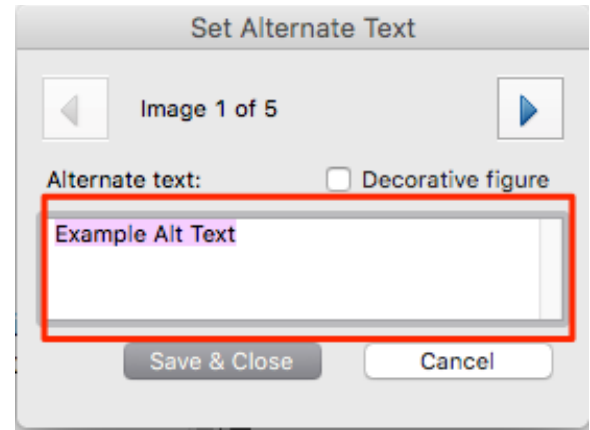 Set Alternate Text
Image 1 of 5
Alternate text: Decorative figure
Example Alt Text
Save & Close Cancel